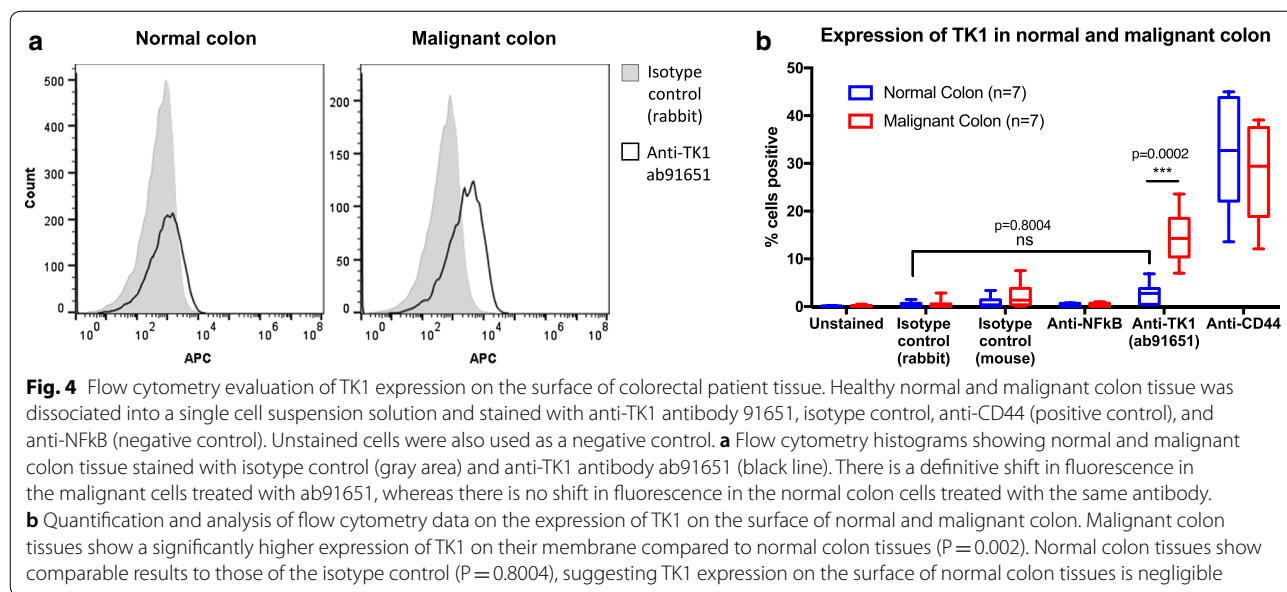 a
Normal colon
Malignant colon
500
400
300
200
100
0
Count
10^0
10^2
10^4
10^6
10^8
APC
200
150
100
50
0
10^0
10^2
10^4
10^6
10^8
APC
Isotype
control
(rabbit)
Anti-TK1
ab91651
b
Expression of TK1 in normal and malignant colon
50
40
30
20
10
0
% cells positive
Normal Colon (n=7)
Malignant Colon (n=7)
p=0.0002
***
p=0.8004
ns
Unstained
Isotype
control
(rabbit)
Isotype
control
(mouse)
Anti-NFkB
Anti-TK1
(ab91651)
Anti-CD44
Fig. 4 Flow cytometry evaluation of TK1 expression on the surface of colorectal patient tissue. Healthy normal and malignant colon tissue was
dissociated into a single cell suspension solution and stained with anti-TK1 antibody 91651, isotype control, anti-CD44 (positive control), and
anti-NFkB (negative control). Unstained cells were also used as a negative control. a Flow cytometry histograms showing normal and malignant
colon tissue stained with isotype control (gray area) and anti-TK1 antibody ab91651 (black line). There is a definitive shift in fluorescence in
the malignant cells treated with ab91651, whereas there is no shift in fluorescence in the normal colon cells treated with the same antibody.
b Quantification and analysis of flow cytometry data on the expression of TK1 on the surface of normal and malignant colon. Malignant colon
tissues show a significantly higher expression of TK1 on their membrane compared to normal colon tissues (P = 0.002). Normal colon tissues show
comparable results to those of the isotype control (P = 0.8004), suggesting TK1 expression on the surface of normal colon tissues is negligible